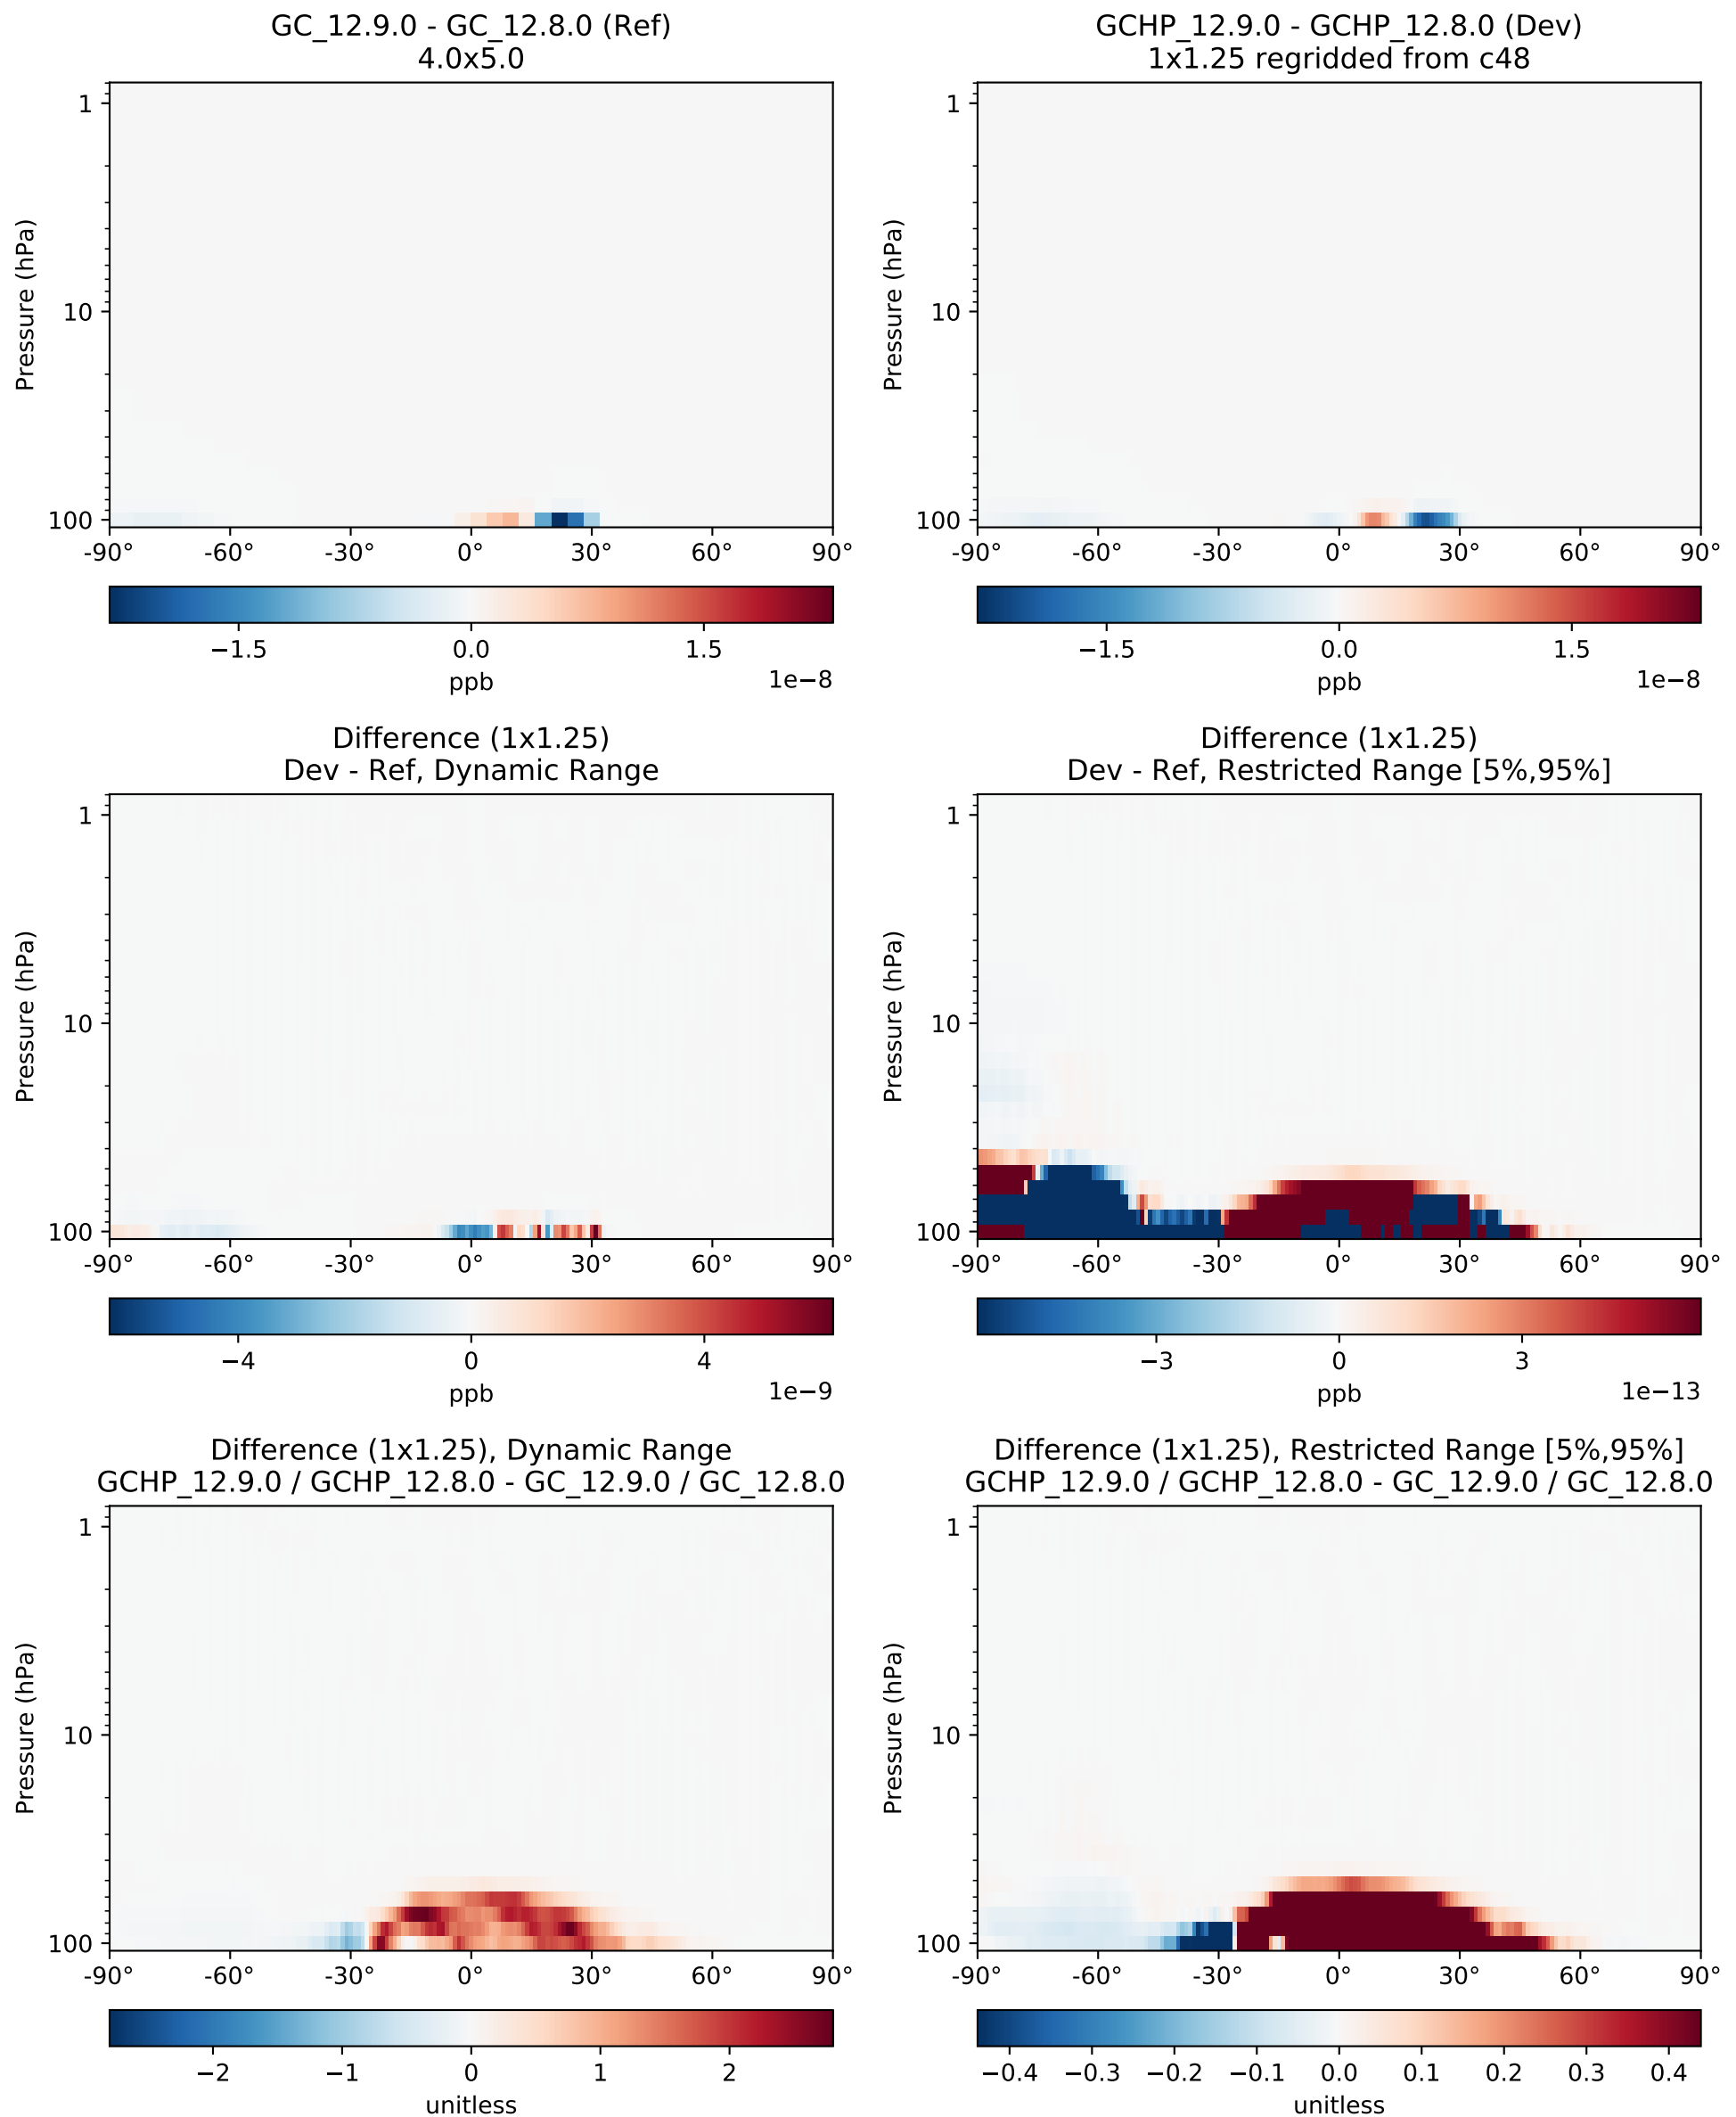 GC_12.9.0 - GC_12.8.0 (Ref)
4.0x5.0
Pressure (hPa)
1
10
100
-90° -60° -30° 0° 30° 60° 90°
−1.5 0.0 1.5
1e−8
ppb
GCHP_12.9.0 - GCHP_12.8.0 (Dev)
1x1.25 regridded from c48
Pressure (hPa)
1
10
100
-90° -60° -30° 0° 30° 60° 90°
−1.5 0.0 1.5
1e−8
ppb
Difference (1x1.25)
Dev - Ref, Dynamic Range
Pressure (hPa)
1
10
100
-90° -60° -30° 0° 30° 60° 90°
−4 0 4
1e−9
ppb
Difference (1x1.25)
Dev - Ref, Restricted Range [5%,95%]
Pressure (hPa)
1
10
100
-90° -60° -30° 0° 30° 60° 90°
−3 0 3
1e−13
ppb
Difference (1x1.25), Dynamic Range
GCHP_12.9.0 / GCHP_12.8.0 - GC_12.9.0 / GC_12.8.0
Pressure (hPa)
1
10
100
-90° -60° -30° 0° 30° 60° 90°
−2 −1 0 1 2
unitless
Difference (1x1.25), Restricted Range [5%,95%]
GCHP_12.9.0 / GCHP_12.8.0 - GC_12.9.0 / GC_12.8.0
Pressure (hPa)
1
10
100
-90° -60° -30° 0° 30° 60° 90°
−0.4 −0.3 −0.2 −0.1 0.0 0.1 0.2 0.3 0.4
unitless